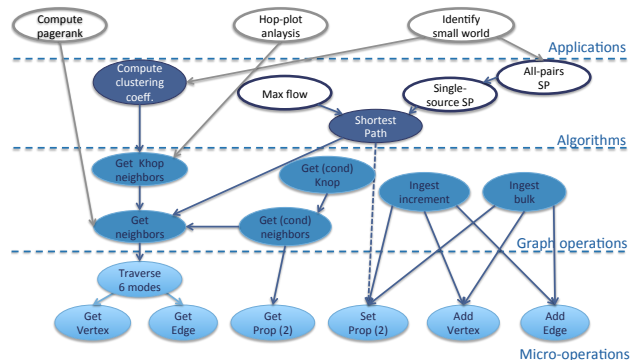 Compute
pagerank
Hop-plot
anlaysis
Identify
small world
Applications
Compute
clustering
coeff.
All-pairs
SP
Max flow
Single-
source SP
Shortest
Path
Algorithms
Get Khop
neighbors
Get (cond)
Knop
Ingest
increment
Ingest
bulk
Get
neighbors
Get (cond)
neighbors
Graph operations
Traverse
6 modes
Get
Vertex
Get
Edge
Get
Prop (2)
Set
Prop (2)
Add
Vertex
Add
Edge
Micro-operations